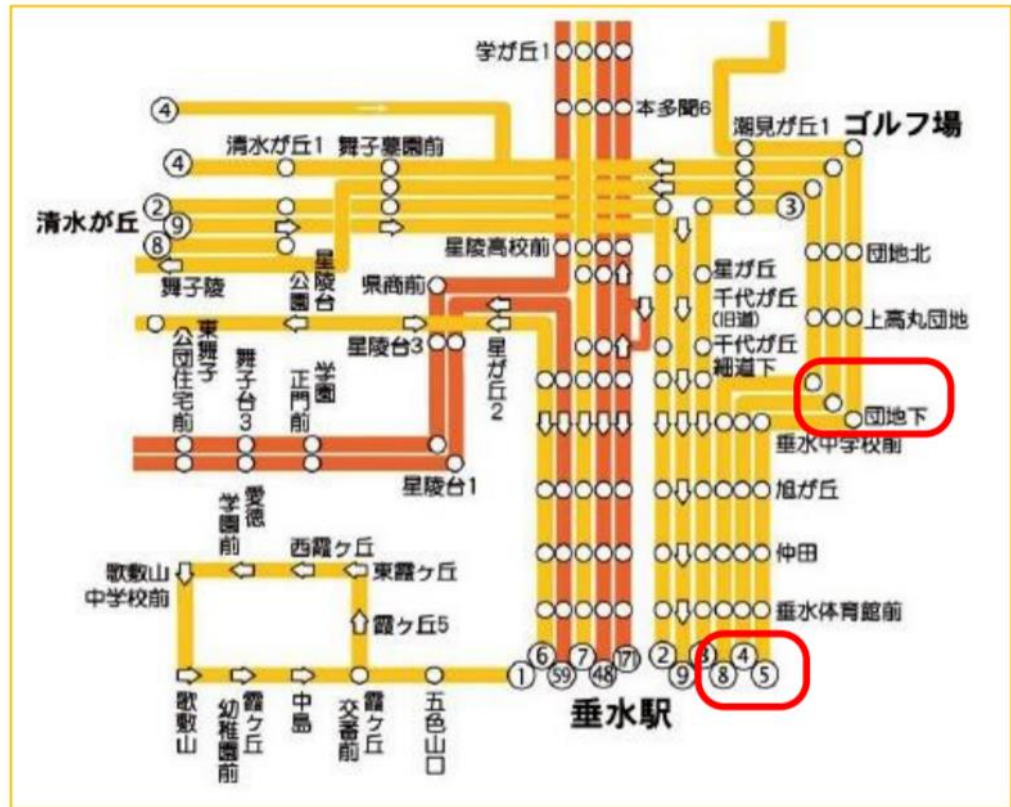 学が丘1
本多聞6
④
潮見が丘1
ゴルフ場
清水が丘1
舞子墓園前
④
②
③
清水が丘
⑨
⑧
星陵高校前
団地北
舞子陵
星陵台公園
県商前
星が丘
千代が丘
(旧道)
上高丸団地
東舞子
公団住宅前
舞子台3
学園
正門前
星陵台3
星が丘2
千代が丘
細道下
団地下
垂水中学校前
星陵台1
愛徳
学園前
旭が丘
西霞ヶ丘
歌敷山
中学校前
東霞ヶ丘
仲田
霞ヶ丘5
垂水体育館前
①
⑥
59
⑦
48
171
②
⑨
③
⑧
④
⑤
垂水駅
歌敷山
霞ヶ丘
幼稚園前
中島
霞ヶ丘
交番前
五色山口